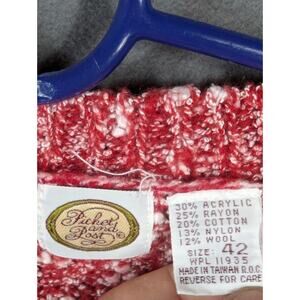 Picket
and
Post
30% ACRYLIC
25% RAYON
20% COTTON
13% NYLON
12% WOOL
SIZE: 42
WPL 11935
MADE IN TAIWAN R.O.C.
REVERSE FOR CARE